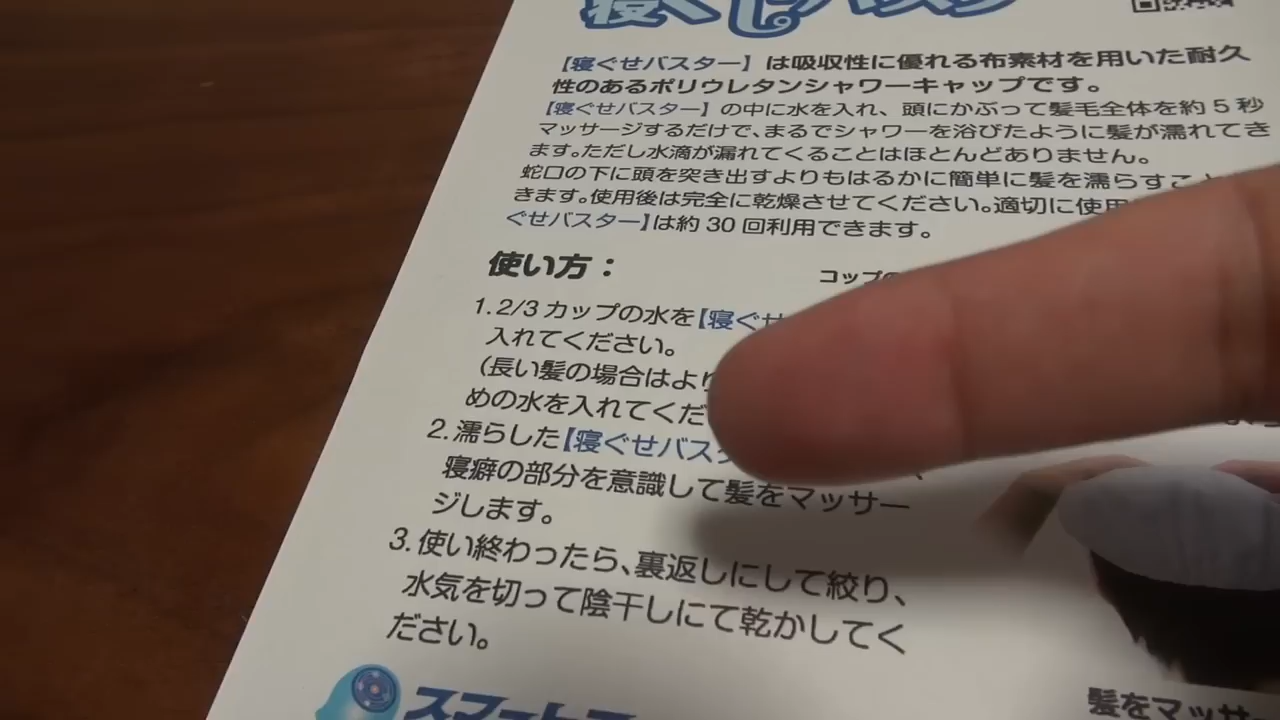 寝ぐせバスター
【寝ぐせバスター】は吸収性に優れる布素材を用いた耐久
性のあるポリウレタンシャワーキャップです。
【寝ぐせバスター】の中に水を入れ、頭にかぶって髪毛全体を約5秒
マッサージするだけで、まるでシャワーを浴びたように髪が濡れてき
ます。ただし水滴が漏れてくることはほとんどありません。
蛇口の下に頭を突き出すよりもはるかに簡単に髪を濡らすこと
きます。使用後は完全に乾燥させてください。適切に使用
ぐせバスター】は約30回利用できます。
使い方：
コップの
1. 2/3カップの水を【寝ぐせ
入れてください。
(長い髪の場合はより
めの水を入れてくだ
2. 濡らした【寝ぐせバスタ
寝癖の部分を意識して髪をマッサー
ジします。
3. 使い終わったら、裏返しにして絞り、
水気を切って陰干しにて乾かしてく
ださい。
スマート
髪をマッサ